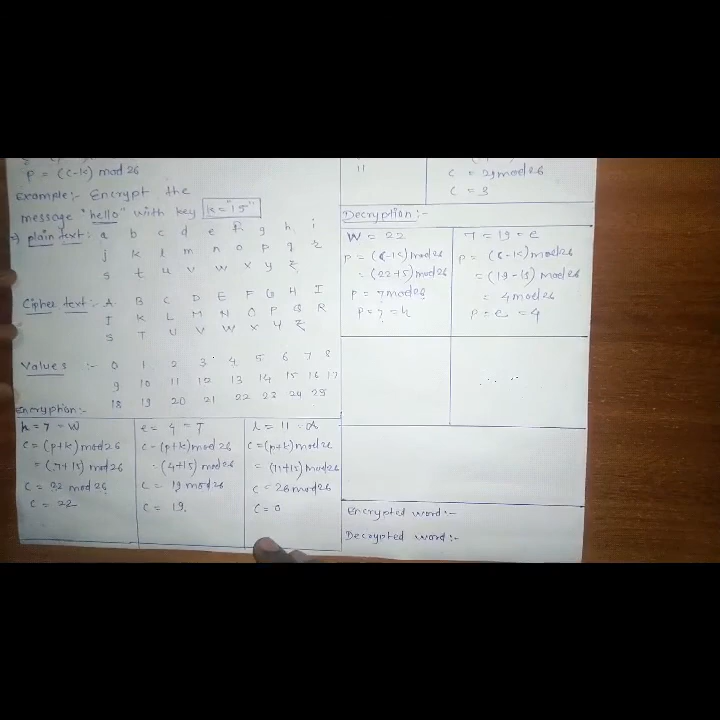 P = (C-K) mod 26
Example:- Encrypt the
message "hello" with key K="15"
→ plain text: a b c d e f g h i
j k l m n o p q r
s t u v w x y z
Cipher text:- A B C D E F G H I
J K L M N O P Q R
S T U V W X Y Z
Values :- 0 1 2 3 4 5 6 7 8
9 10 11 12 13 14 15 16 17
18 19 20 21 22 23 24 25
Encryption:-
h = 7 = W
C = (p+k) mod 26
= (7+15) mod 26
C = 22 mod 26
C = 22
e = 4 = T
C = (p+k) mod 26
= (4+15) mod 26
C = 19 mod 26
C = 19.
l = 11 = A
C = (p+k) mod 26
= (11+15) mod 26
C = 26 mod 26
C = 0
11
C = 29 mod 26
C = 3
Decryption:-
W = 22
P = (C-K) mod 26
= (22-15) mod 26
P = 7 mod 26
P = 7 = h
T = 19 = e
P = (C-K) mod 26
= (19-15) mod 26
= 4 mod 26
P = e = 4
.....
Encrypted word:-
Decrypted word:-